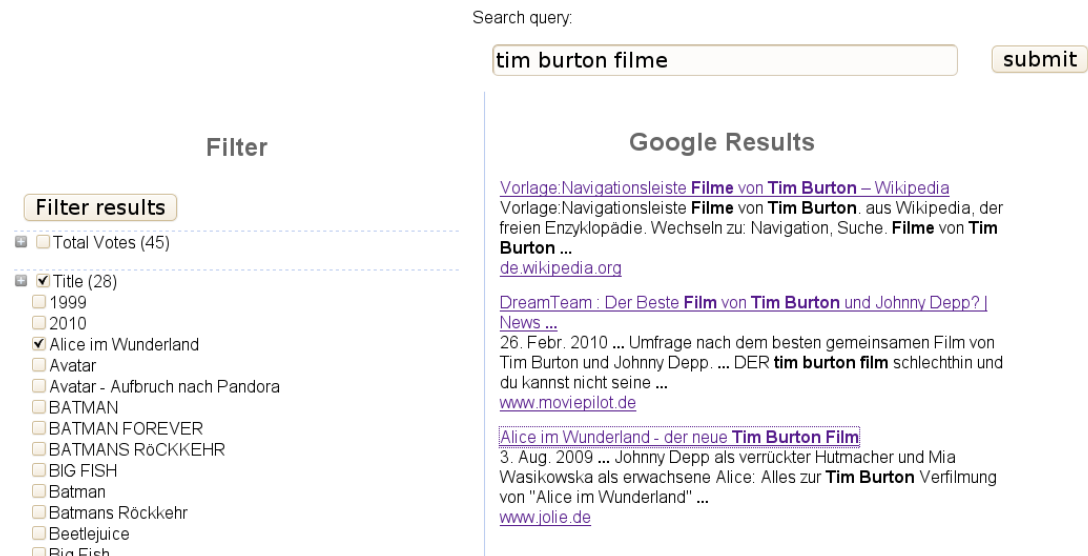 Search query:
tim burton filme
submit
Filter
Filter results
Total Votes (45)
Title (28)
1999
2010
Alice im Wunderland
Avatar
Avatar - Aufbruch nach Pandora
BATMAN
BATMAN FOREVER
BATMANS RöCKKEHR
BIG FISH
Batman
Batmans Röckkehr
Beetlejuice
Big Fish
Google Results
Vorlage:Navigationsleiste Filme von Tim Burton – Wikipedia
Vorlage:Navigationsleiste Filme von Tim Burton. aus Wikipedia, der
freien Enzyklopädie. Wechseln zu: Navigation, Suche. Filme von Tim
Burton ...
de.wikipedia.org
DreamTeam : Der Beste Film von Tim Burton und Johnny Depp? |
News ...
26. Febr. 2010 ... Umfrage nach dem besten gemeinsamen Film von
Tim Burton und Johnny Depp. ... DER tim burton film schlechthin und
du kannst nicht seine ...
www.moviepilot.de
Alice im Wunderland - der neue Tim Burton Film
3. Aug. 2009 ... Johnny Depp als verrückter Hutmacher und Mia
Wasikowska als erwachsene Alice: Alles zur Tim Burton Verfilmung
von "Alice im Wunderland" ...
www.jolie.de